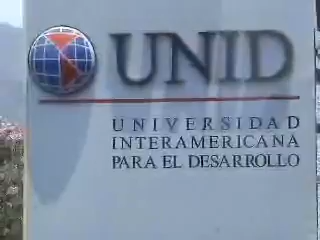 UNID
UNIVERSIDAD
INTERAMERICANA
PARA EL DESARROLLO